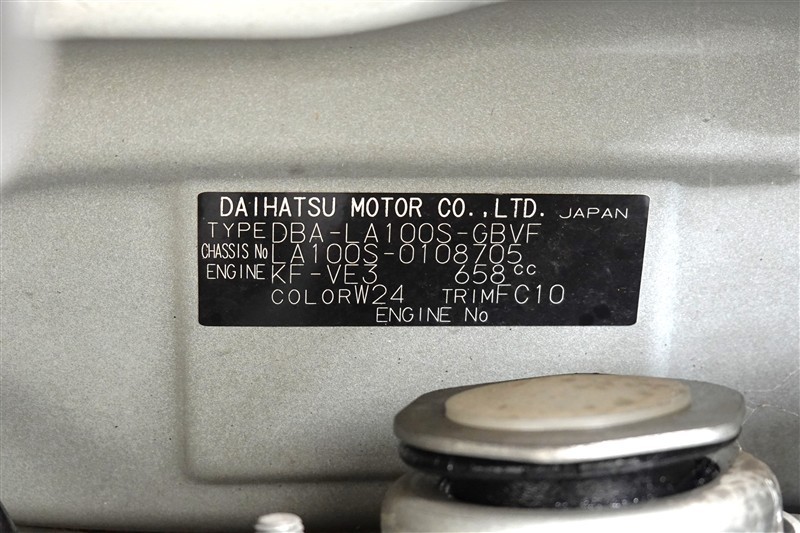 DAIHATSU MOTOR CO.,LTD. JAPAN
TYPE DBA-LA100S-GBVF
CHASSIS No LA100S-0108705
ENGINE KF-VE3 658cc
COLOR W24 TRIM FC10
ENGINE No